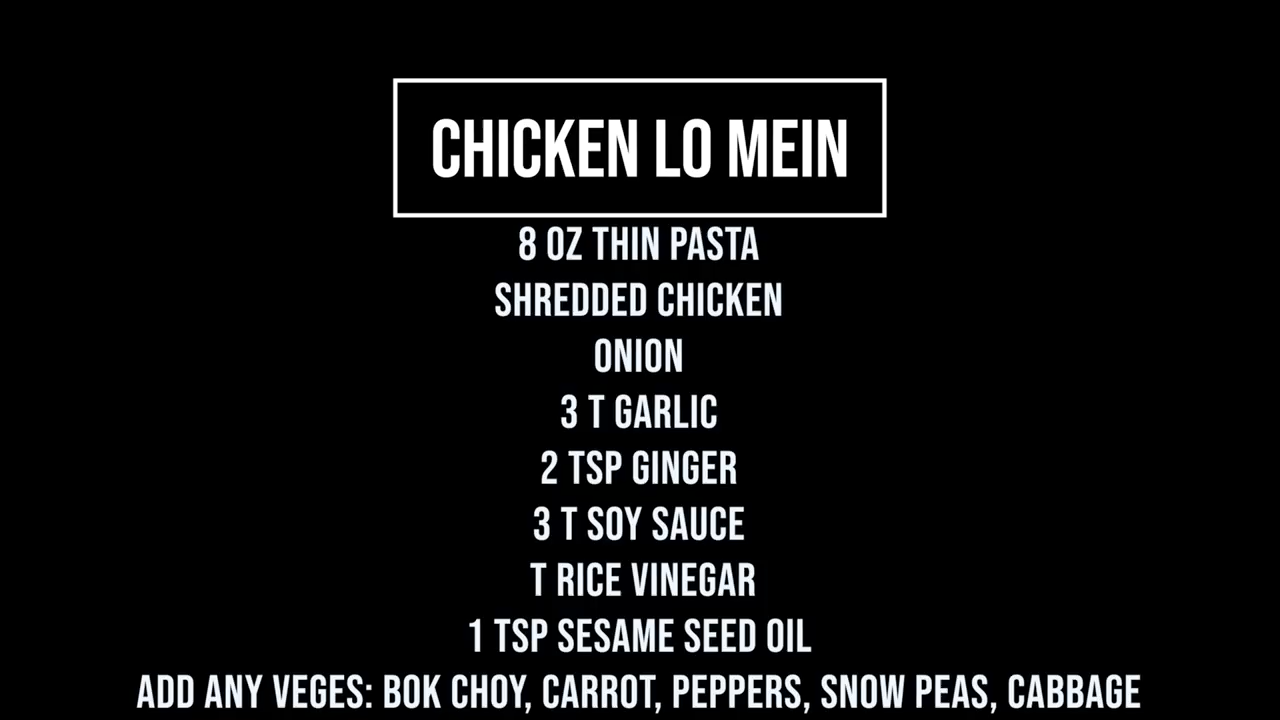 CHICKEN LO MEIN
8 OZ THIN PASTA
SHREDDED CHICKEN
ONION
3 T GARLIC
2 TSP GINGER
3 T SOY SAUCE
T RICE VINEGAR
1 TSP SESAME SEED OIL
ADD ANY VEGES: BOK CHOY, CARROT, PEPPERS, SNOW PEAS, CABBAGE